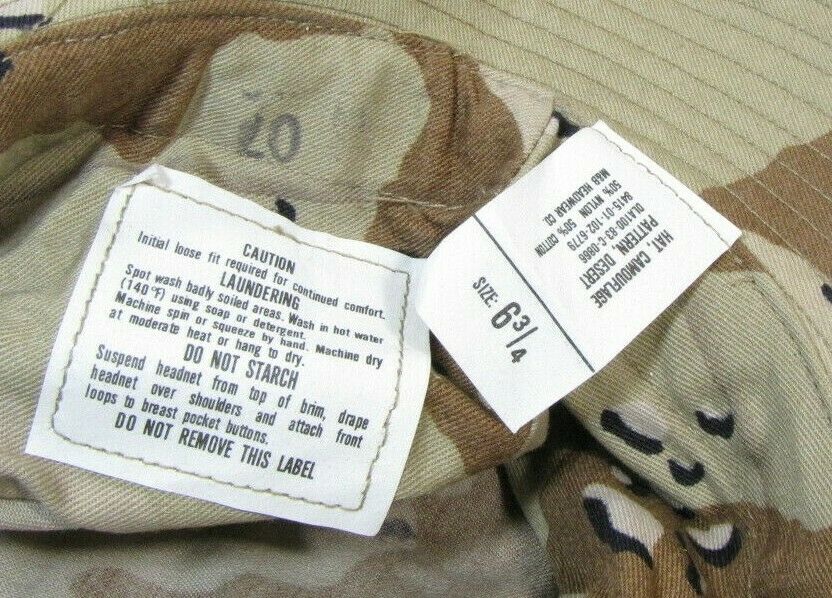 07
CAUTION
Initial loose fit required for continued comfort.
LAUNDERING
Spot wash badly soiled areas. Wash in hot water
(140°F) using soap or detergent.
Machine spin or squeeze by hand. Machine dry
at moderate heat or hang to dry.
DO NOT STARCH
Suspend headnet from top of brim, drape
headnet over shoulders and attach front
loops to breast pocket buttons.
DO NOT REMOVE THIS LABEL
HAT, CAMOUFLAGE
PATTERN, DESERT
DLA100-83-C-0866
8415-01-102-6779
50% NYLON 50% COTTON
M&B HEADWEAR CO.
SIZE: 6 3/4